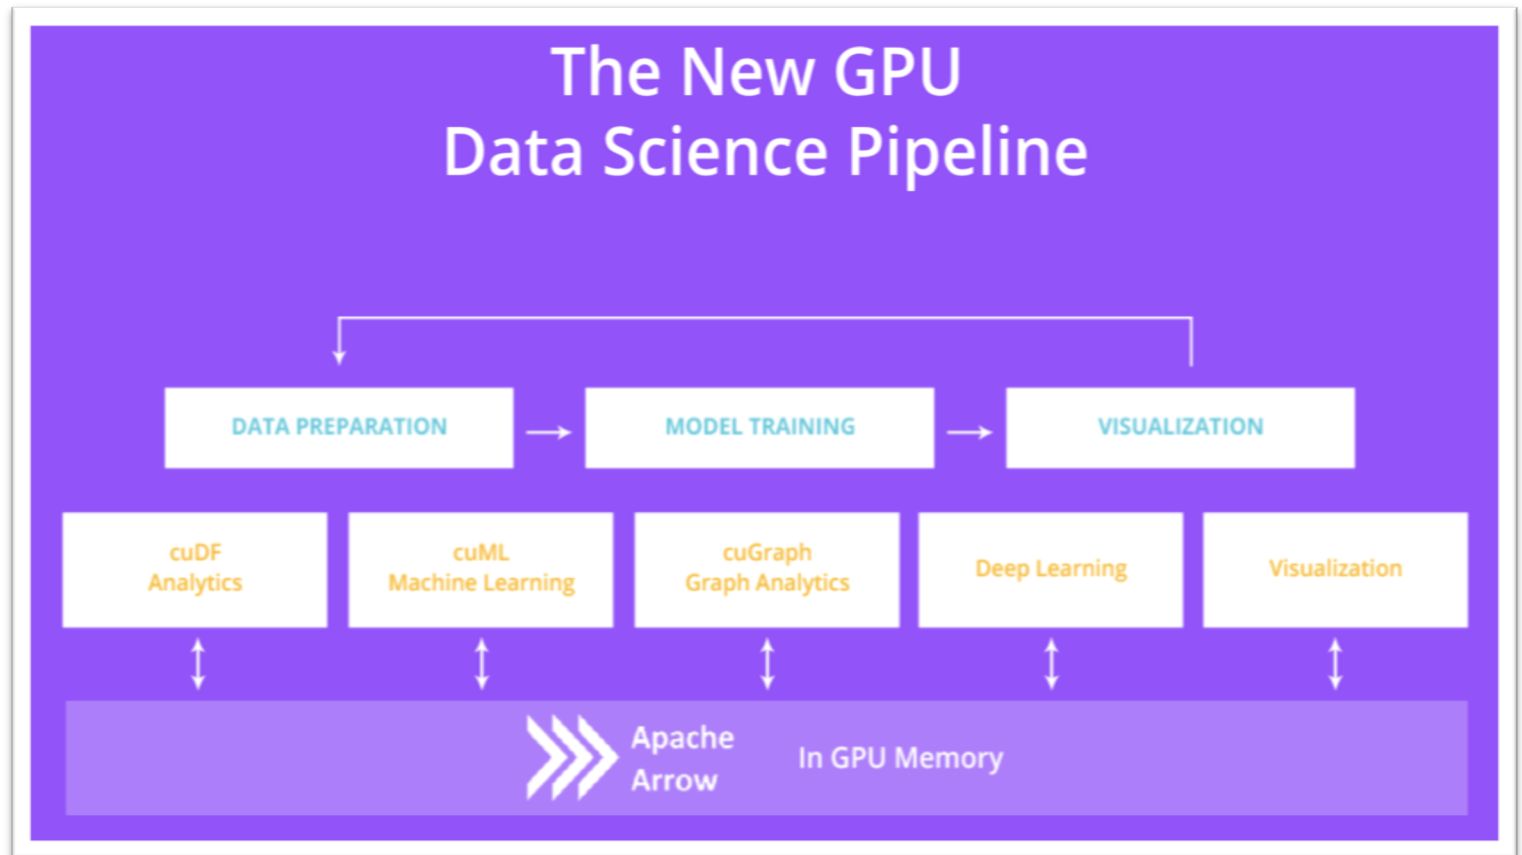 The New GPU
Data Science Pipeline
DATA PREPARATION
MODEL TRAINING
VISUALIZATION
cuDF
Analytics
cuML
Machine Learning
cuGraph
Graph Analytics
Deep Learning
Visualization
Apache
Arrow
In GPU Memory